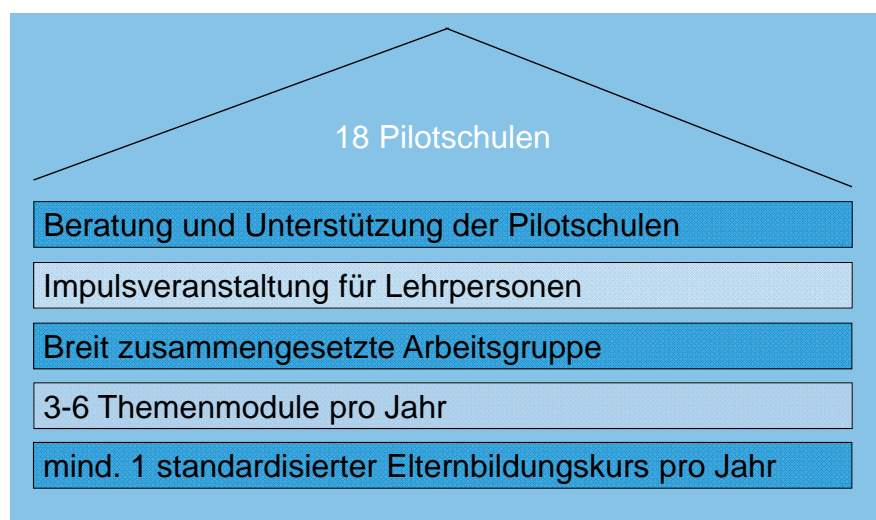 18 Pilotschulen
Beratung und Unterstützung der Pilotschulen
Impulsveranstaltung für Lehrpersonen
Breit zusammengesetzte Arbeitsgruppe
3-6 Themenmodule pro Jahr
mind. 1 standardisierter Elternbildungskurs pro Jahr